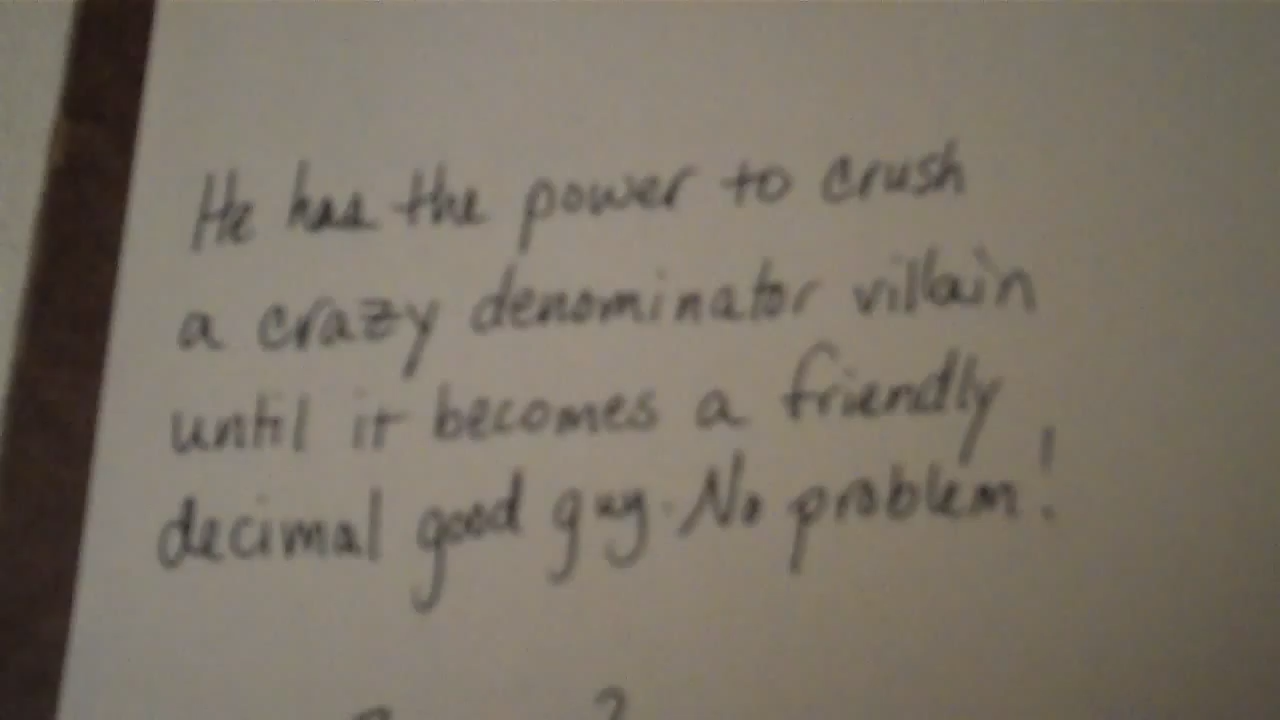 He has the power to crush
a crazy denominator villain
until it becomes a friendly
decimal good guy. No problem!